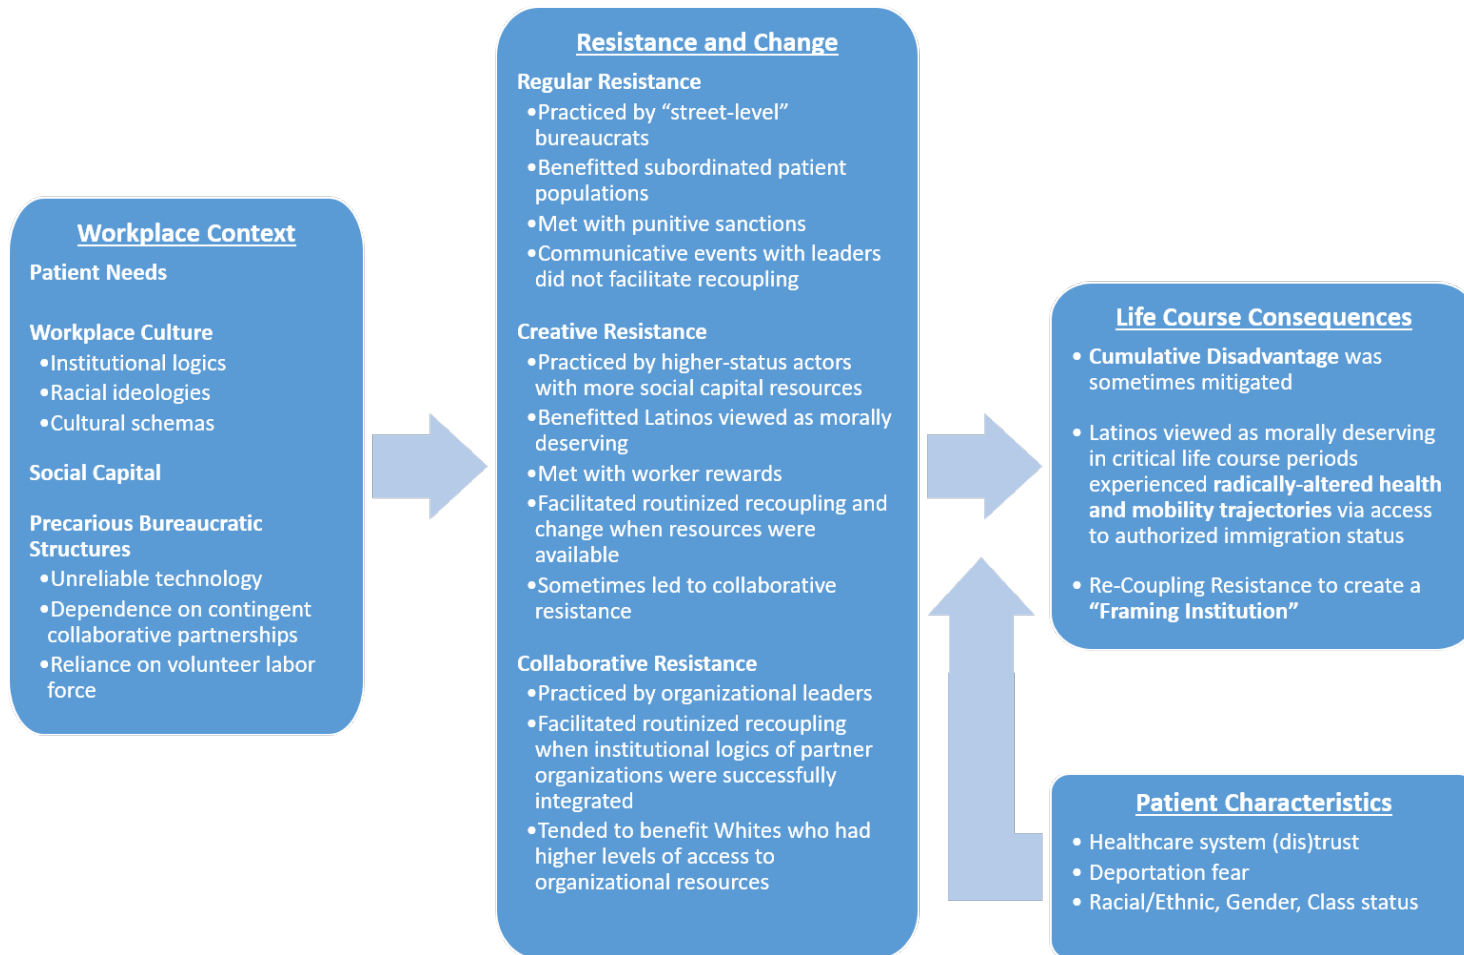 Workplace Context
Patient Needs
Workplace Culture
•Institutional logics
•Racial ideologies
•Cultural schemas
Social Capital
Precarious Bureaucratic
Structures
•Unreliable technology
•Dependence on contingent
collaborative partnerships
•Reliance on volunteer labor
force
Resistance and Change
Regular Resistance
•Practiced by “street-level”
bureaucrats
•Benefitted subordinated patient
populations
•Met with punitive sanctions
•Communicative events with leaders
did not facilitate recoupling
Creative Resistance
•Practiced by higher-status actors
with more social capital resources
•Benefitted Latinos viewed as morally
deserving
•Met with worker rewards
•Facilitated routinized recoupling and
change when resources were
available
•Sometimes led to collaborative
resistance
Collaborative Resistance
•Practiced by organizational leaders
•Facilitated routinized recoupling
when institutional logics of partner
organizations were successfully
integrated
•Tended to benefit Whites who had
higher levels of access to
organizational resources
Life Course Consequences
• Cumulative Disadvantage was
sometimes mitigated
• Latinos viewed as morally deserving
in critical life course periods
experienced radically-altered health
and mobility trajectories via access
to authorized immigration status
• Re-Coupling Resistance to create a
“Framing Institution”
Patient Characteristics
• Healthcare system (dis)trust
• Deportation fear
• Racial/Ethnic, Gender, Class status